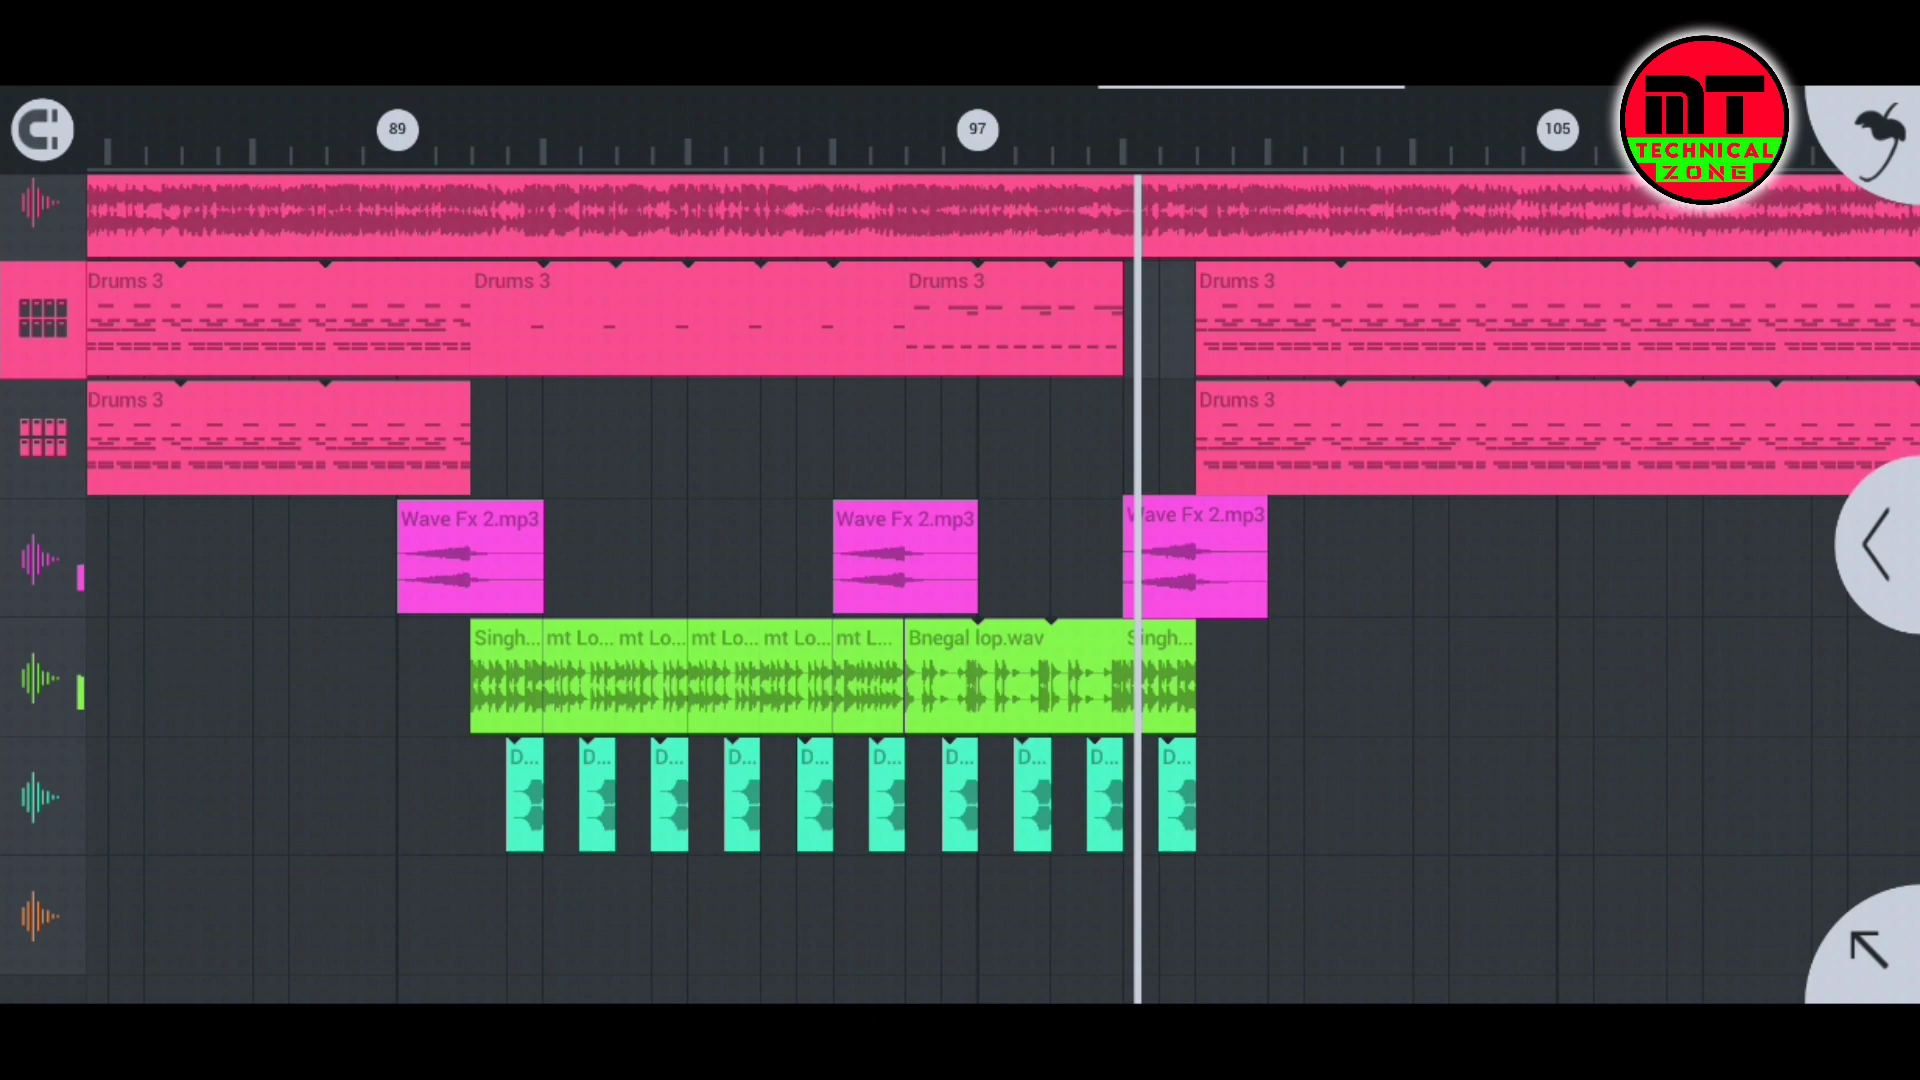 MT
TECHNICAL
ZONE
89
97
105
Drums 3
Drums 3
Drums 3
Drums 3
Drums 3
Drums 3
Wave Fx 2.mp3
Wave Fx 2.mp3
Wave Fx 2.mp3
Singh...
mt Lo...
mt Lo...
mt Lo...
mt Lo...
mt L...
Bnegal lop.wav
Singh...
D...
D...
D...
D...
D...
D...
D...
D...
D...
D...